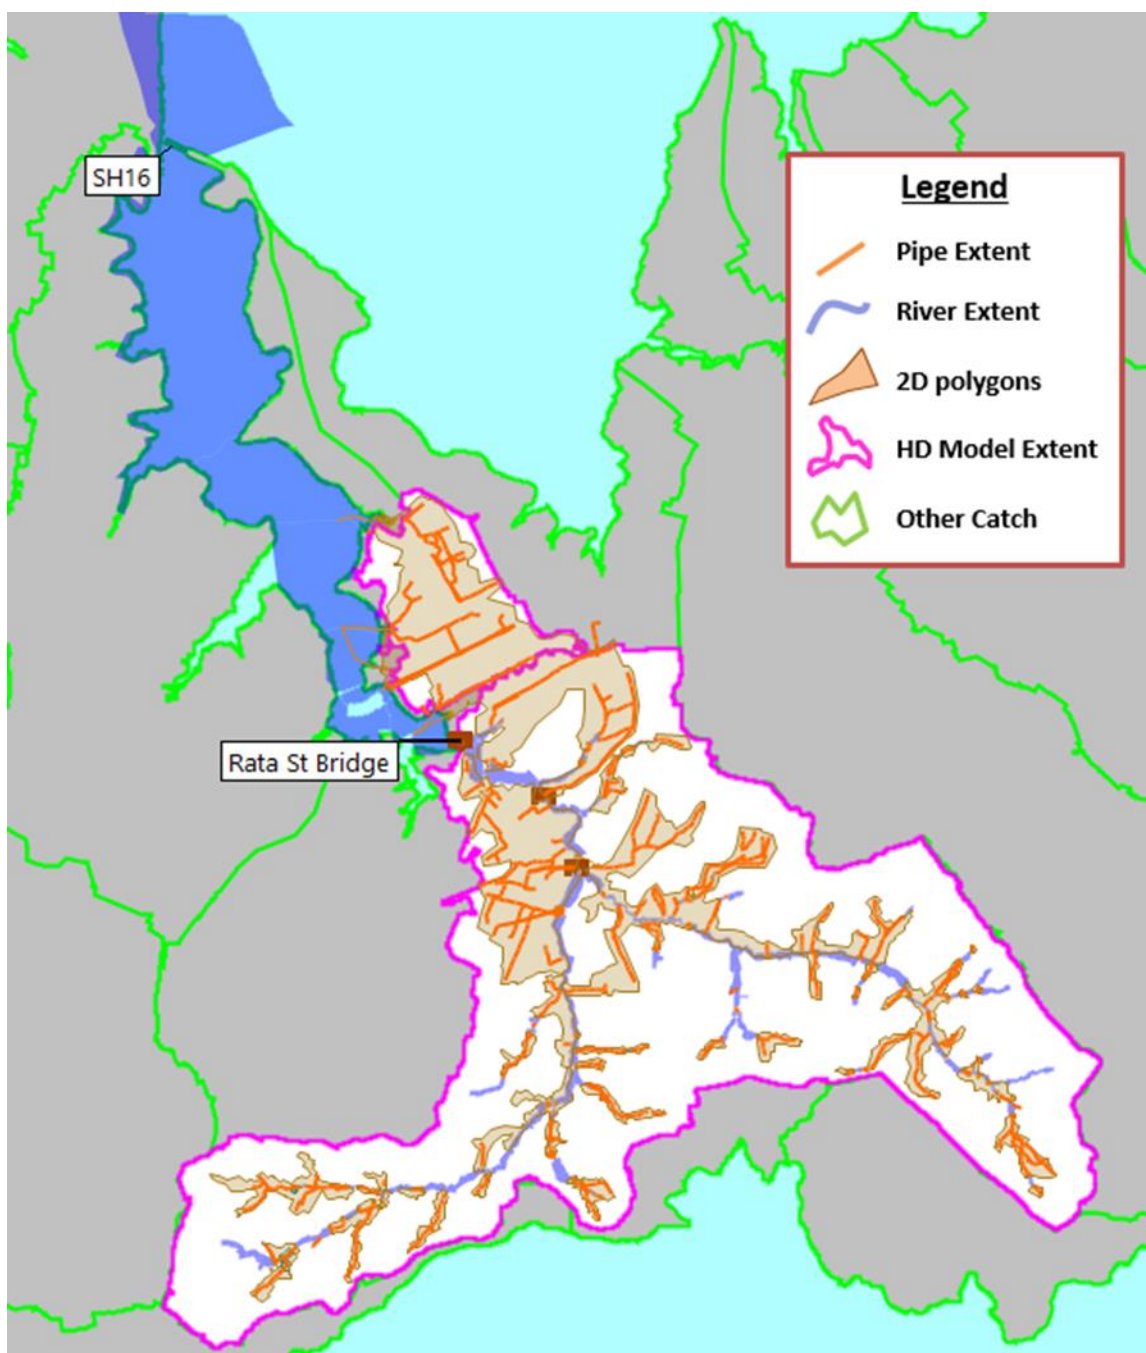 SH16
Legend
Pipe Extent
River Extent
2D polygons
HD Model Extent
Other Catch
Rata St Bridge